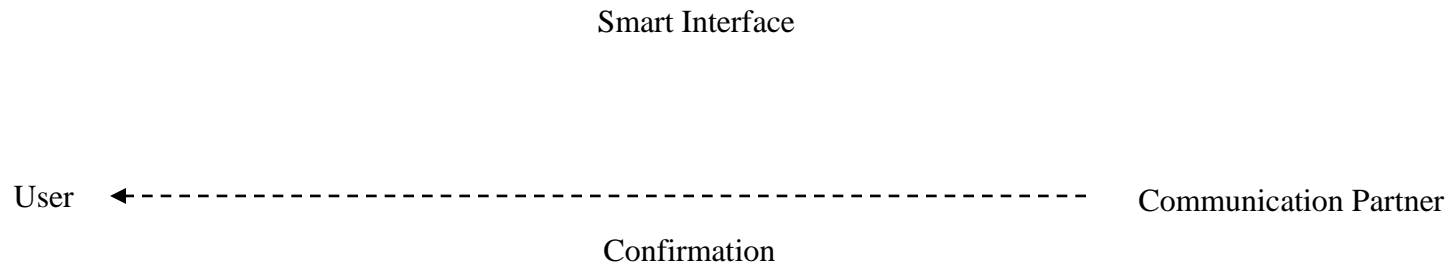 Smart Interface
User
Communication Partner
Confirmation